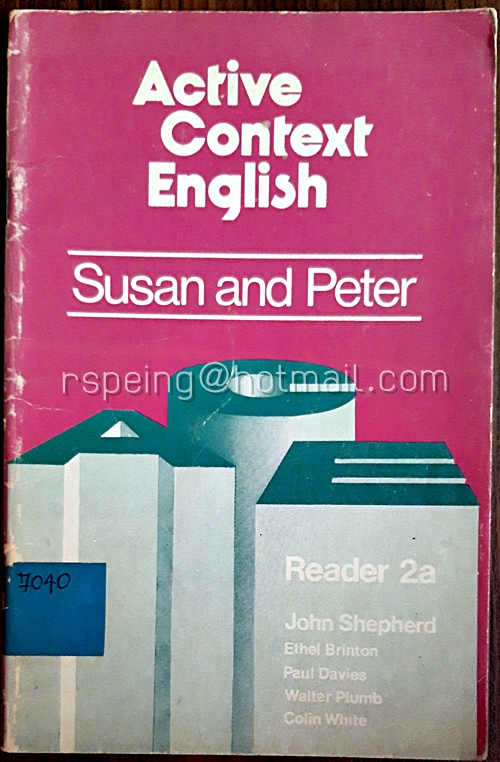 Active
Context
English
Susan and Peter
rspeing@hotmail.com
Reader 2a
7040
John Shepherd
Ethel Brinton
Paul Davies
Walter Plumb
Colin White